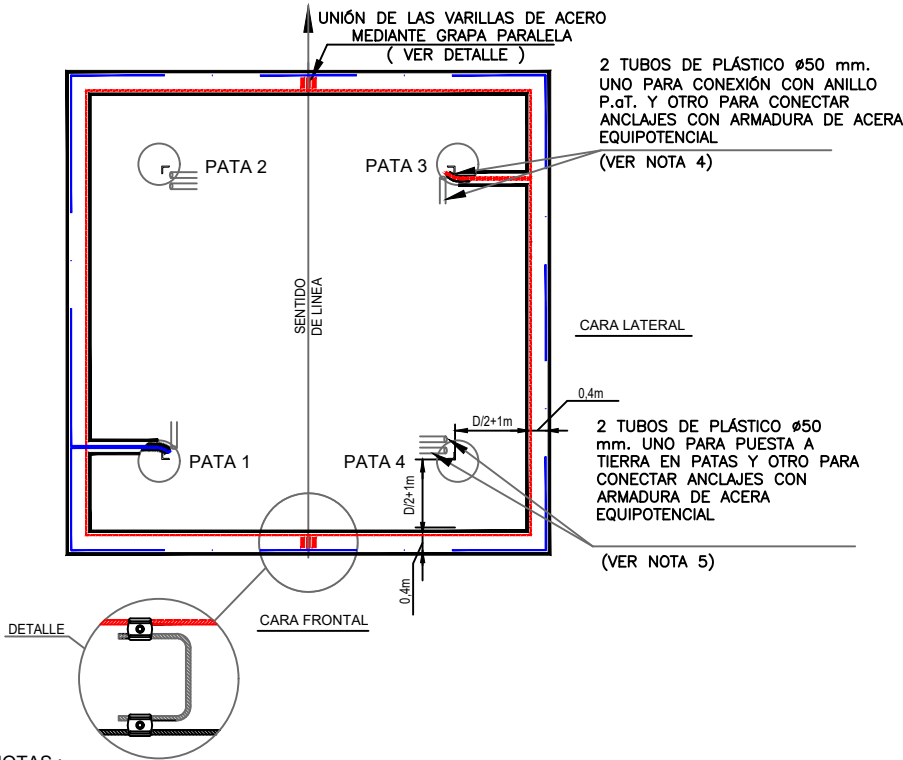 UNIÓN DE LAS VARILLAS DE ACERO
MEDIANTE GRAPA PARALELA
( VER DETALLE )
2 TUBOS DE PLÁSTICO ø50 mm.
UNO PARA CONEXIÓN CON ANILLO
P.aT. Y OTRO PARA CONECTAR
ANCLAJES CON ARMADURA DE ACERA
EQUIPOTENCIAL
(VER NOTA 4)
PATA 2
PATA 3
SENTIDO
DE LINEA
CARA LATERAL
0,4m
D/2+1m
2 TUBOS DE PLÁSTICO ø50
mm. UNO PARA PUESTA A
TIERRA EN PATAS Y OTRO PARA
CONECTAR ANCLAJES CON
ARMADURA DE ACERA
EQUIPOTENCIAL
(VER NOTA 5)
PATA 1
PATA 4
D/2+1m
0,4m
CARA FRONTAL
DETALLE
NOTAS :